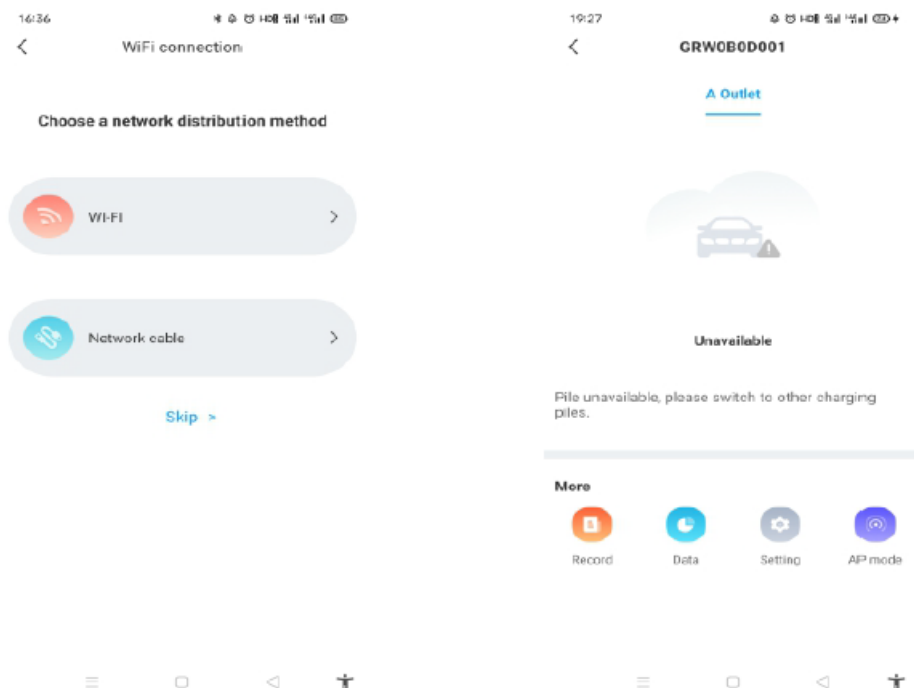 16:36
WiFi connection
Choose a network distribution method
WI-FI
Network cable
Skip >
19:27
GRW0B0D001
A Outlet
Unavailable
Pile unavailable, please switch to other charging
piles.
More
Record Data Setting AP mode